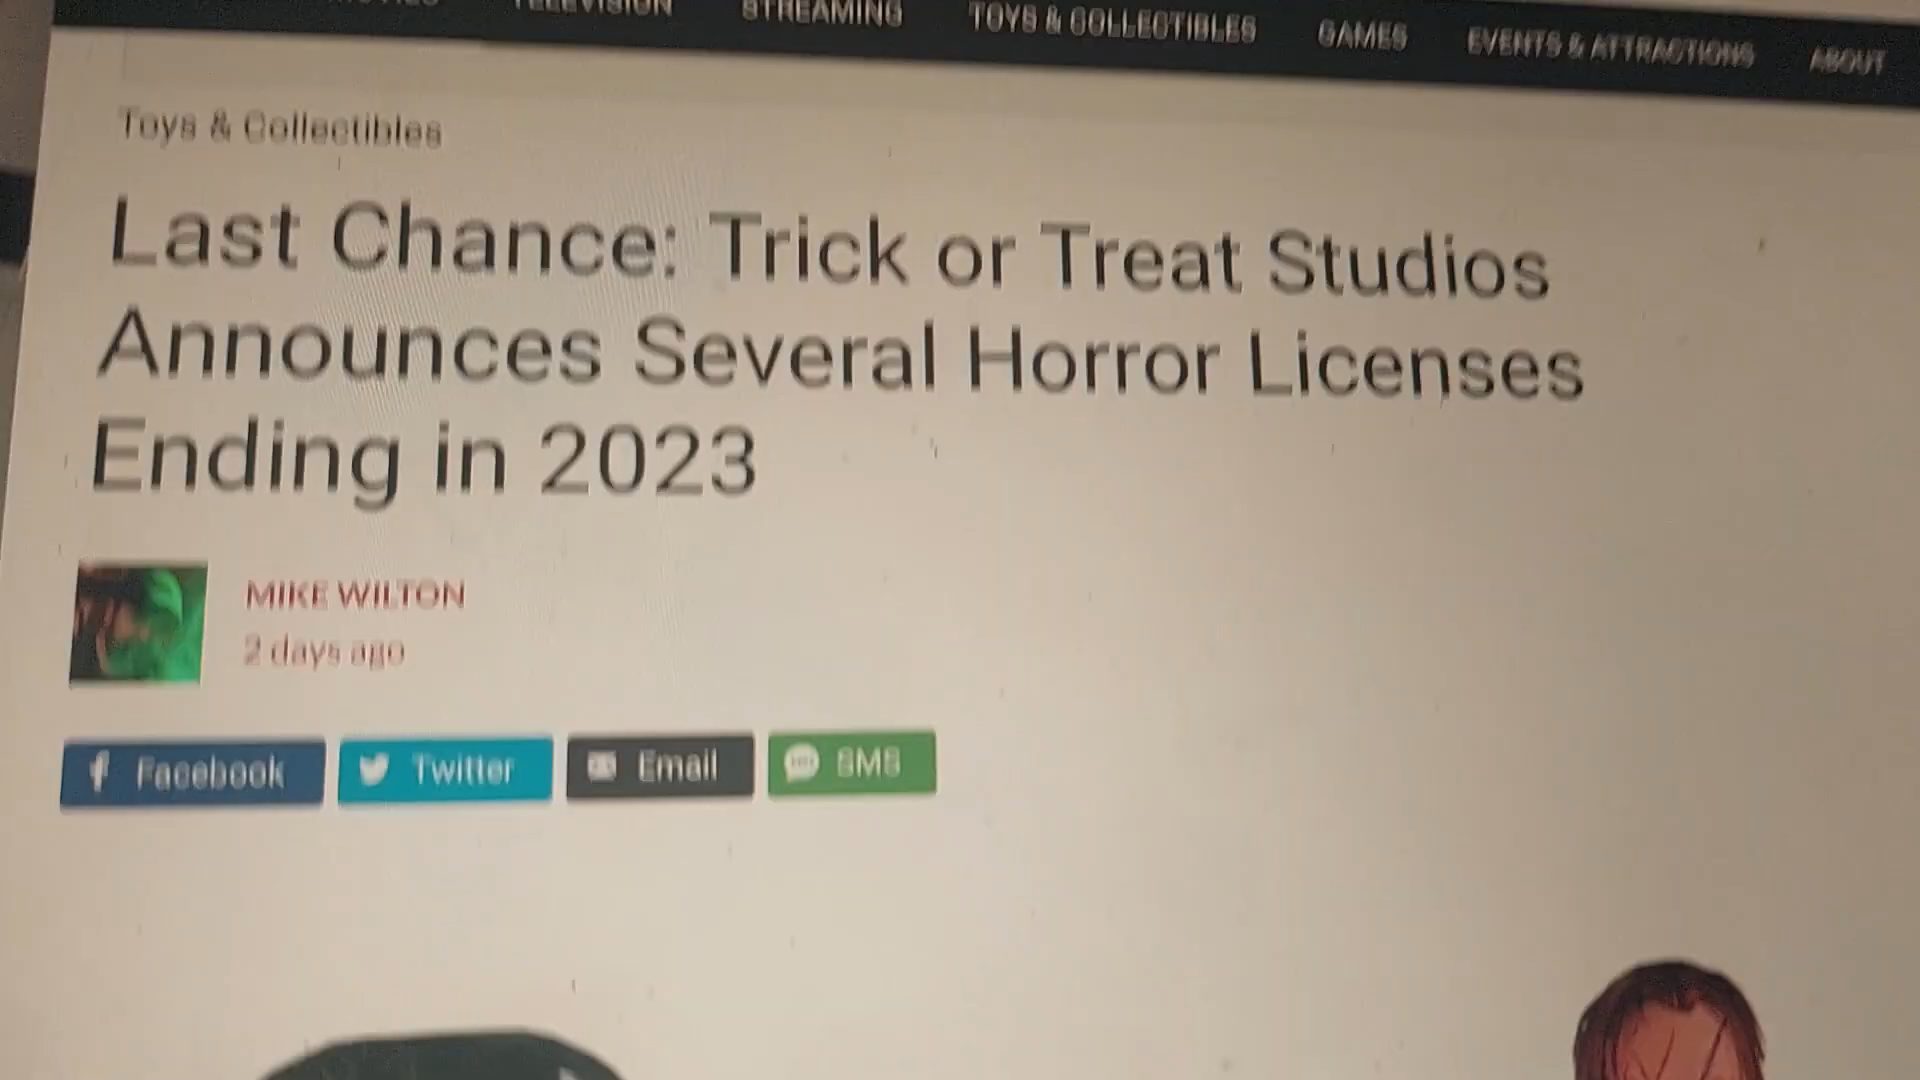 TELEVISION STREAMING TOYS & COLLECTIBLES GAMES EVENTS & ATTRACTIONS ABOUT
Toys & Collectibles
Last Chance: Trick or Treat Studios
Announces Several Horror Licenses
Ending in 2023
MIKE WILTON
2 days ago
Facebook Twitter Email SMS